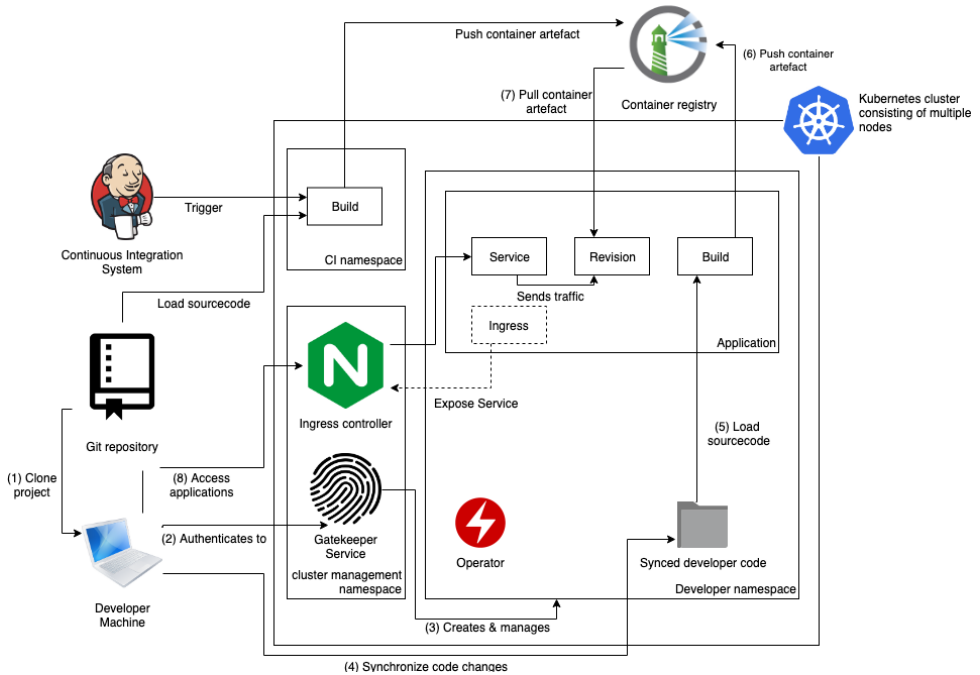 Push container artefact
(6) Push container
artefact
(7) Pull container
artefact
Container registry
Kubernetes cluster
consisting of multiple
nodes
Trigger
Build
Continuous Integration
System
CI namespace
Load sourcecode
Service
Revision
Build
Sends traffic
Ingress
Application
N
Ingress controller
Expose Service
Git repository
(1) Clone
project
(8) Access
applications
(5) Load
sourcecode
(2) Authenticates to
Gatekeeper
Service
cluster management
namespace
Operator
Synced developer code
Developer namespace
Developer
Machine
(3) Creates & manages
(4) Synchronize code changes